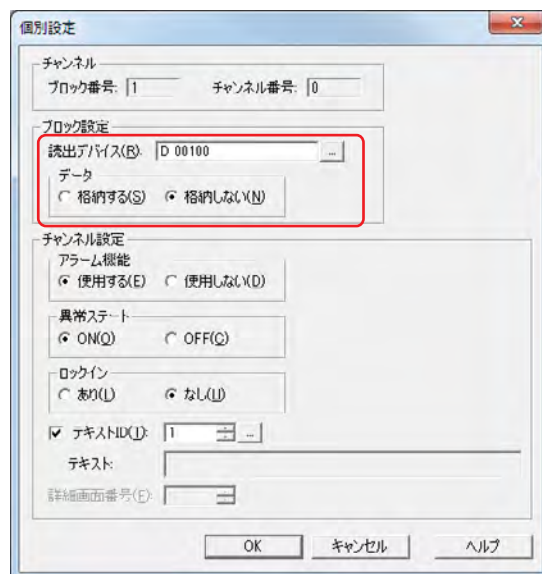 個別設定
チャンネル
ブロック番号: 1 チャンネル番号: 0
ブロック設定
読出デバイス(R): D 00100 ...
データ
格納する(S) 格納しない(N)
チャンネル設定
アラーム機能
使用する(E) 使用しない(D)
異常ステート
ON(O) OFF(C)
ロックイン
あり(L) なし(U)
テキストID(I): 1 ...
テキスト:
詳細画面番号(F):
OK キャンセル ヘルプ